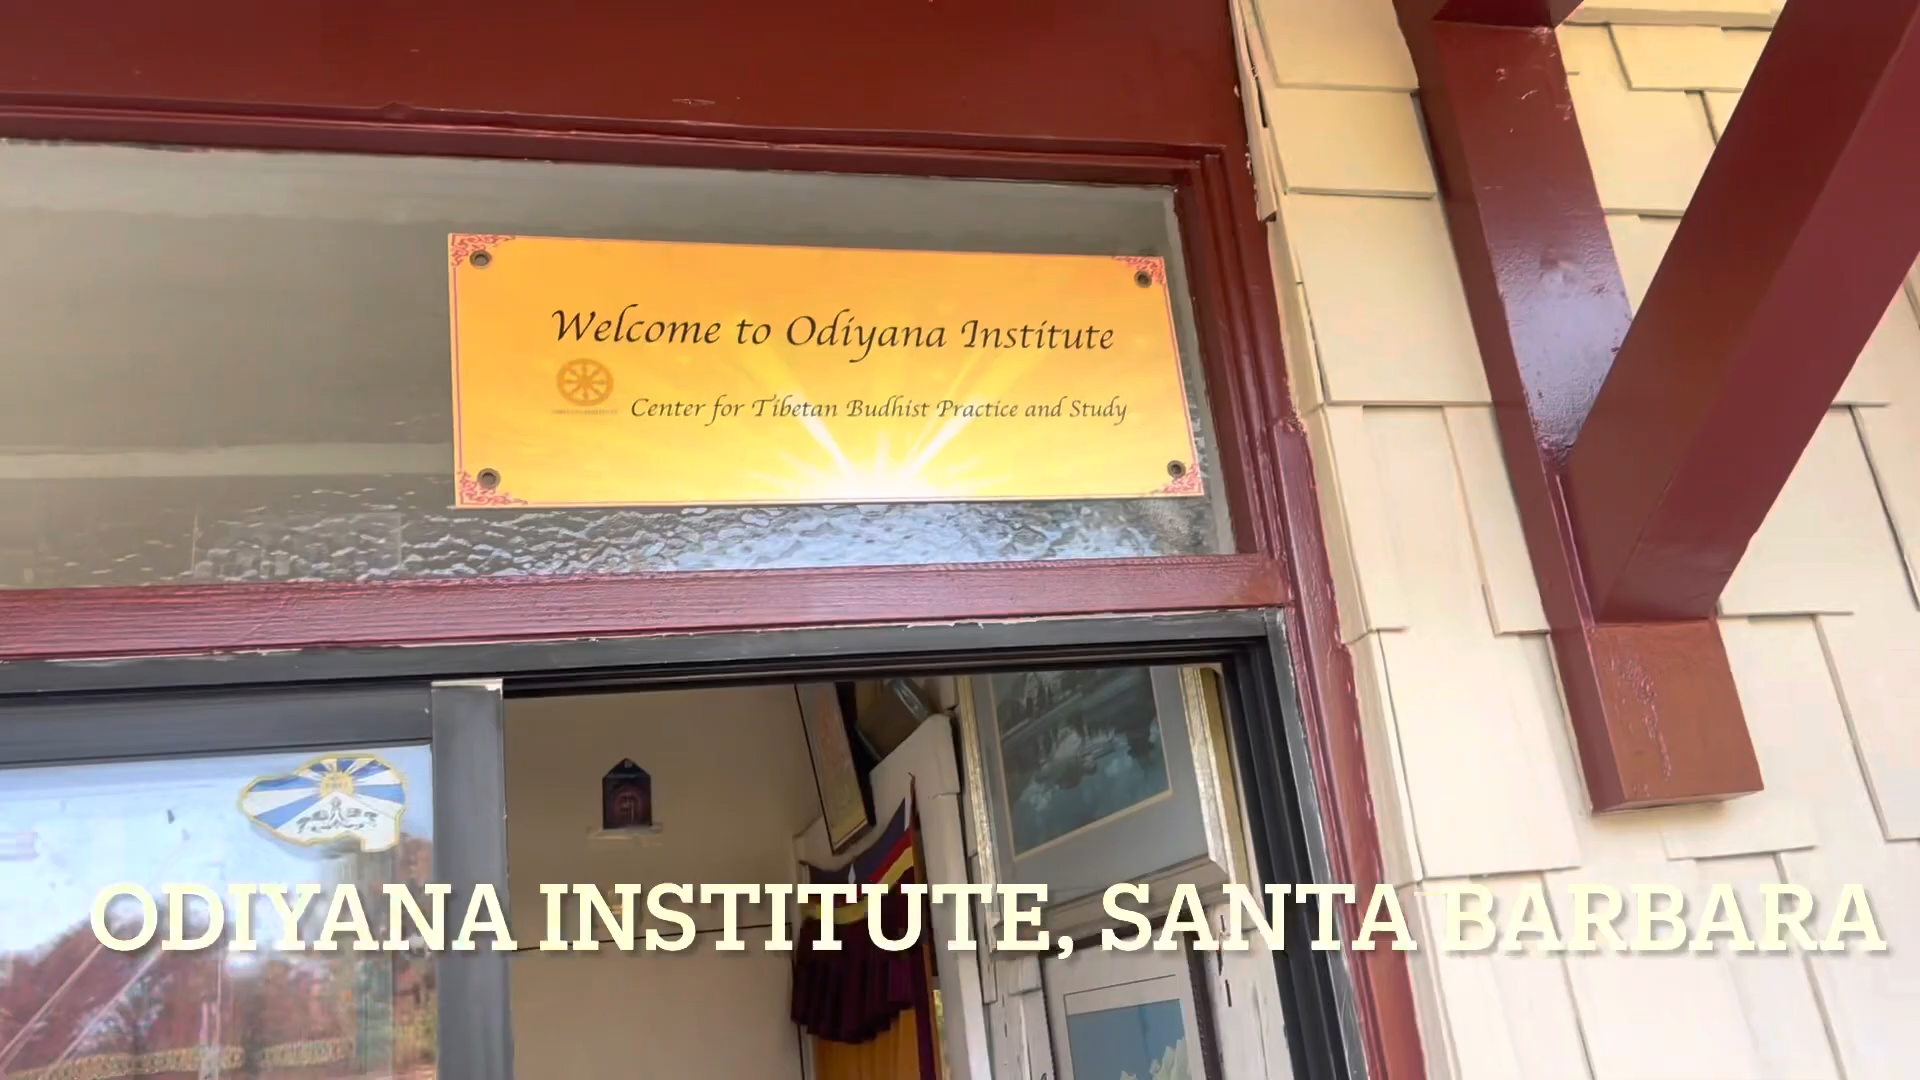 Welcome to Odiyana Institute
Center for Tibetan Budhist Practice and Study
ODIYANA INSTITUTE, SANTA BARBARA